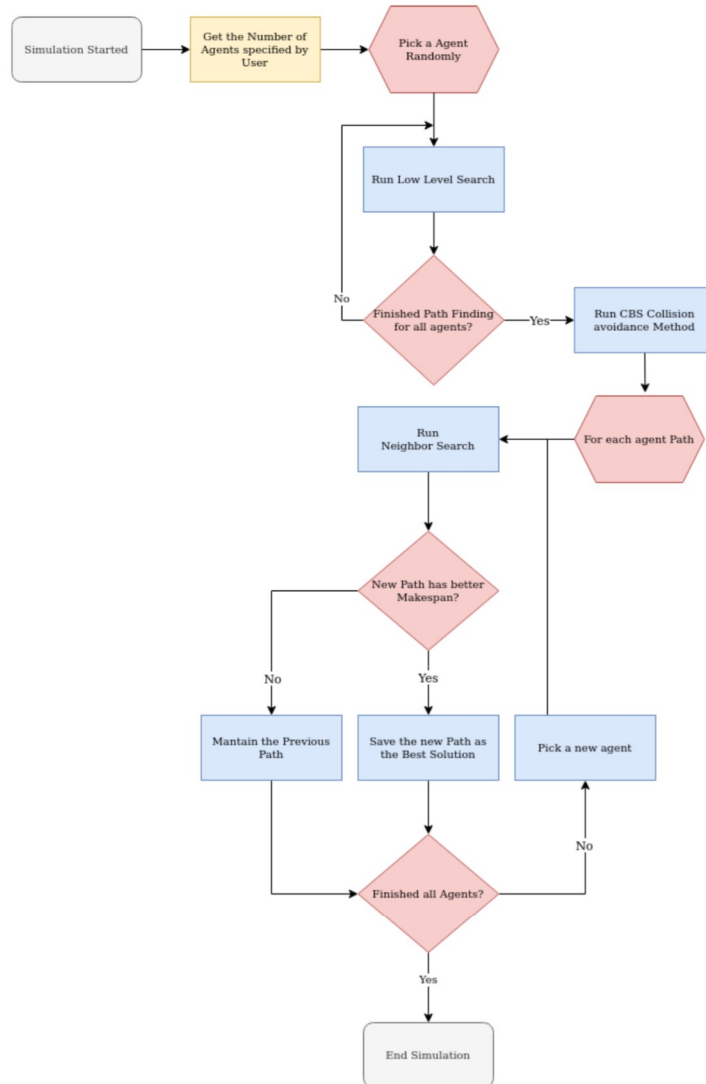 Simulation Started
Get the Number of
Agents specified by
User
Pick a Agent
Randomly
Run Low Level Search
No
Finished Path Finding
for all agents?
Yes
Run CBS Collision
avoidance Method
For each agent Path
Run
Neighbor Search
New Path has better
Makespan?
No
Yes
Mantain the Previous
Path
Save the new Path as
the Best Solution
Pick a new agent
Finished all Agents?
No
Yes
End Simulation